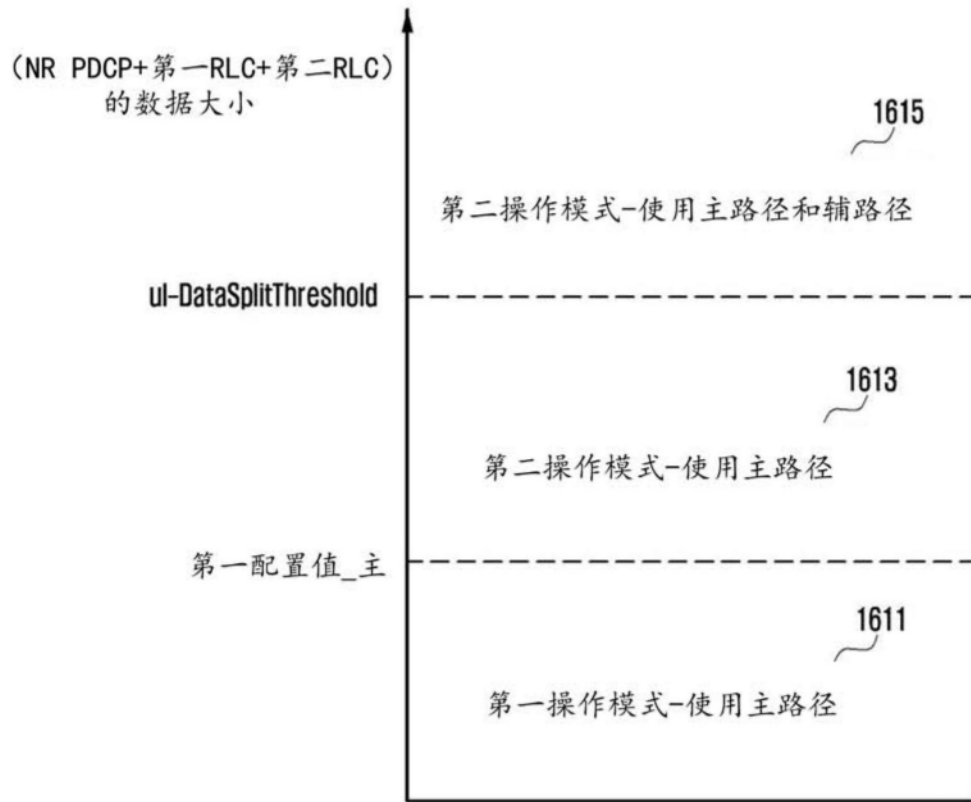 (NR PDCP+第一RLC+第二RLC)
的数据大小
1615
第二操作模式-使用主路径和辅路径
ul-DataSplitThreshold
1613
第二操作模式-使用主路径
第一配置值_主
1611
第一操作模式-使用主路径